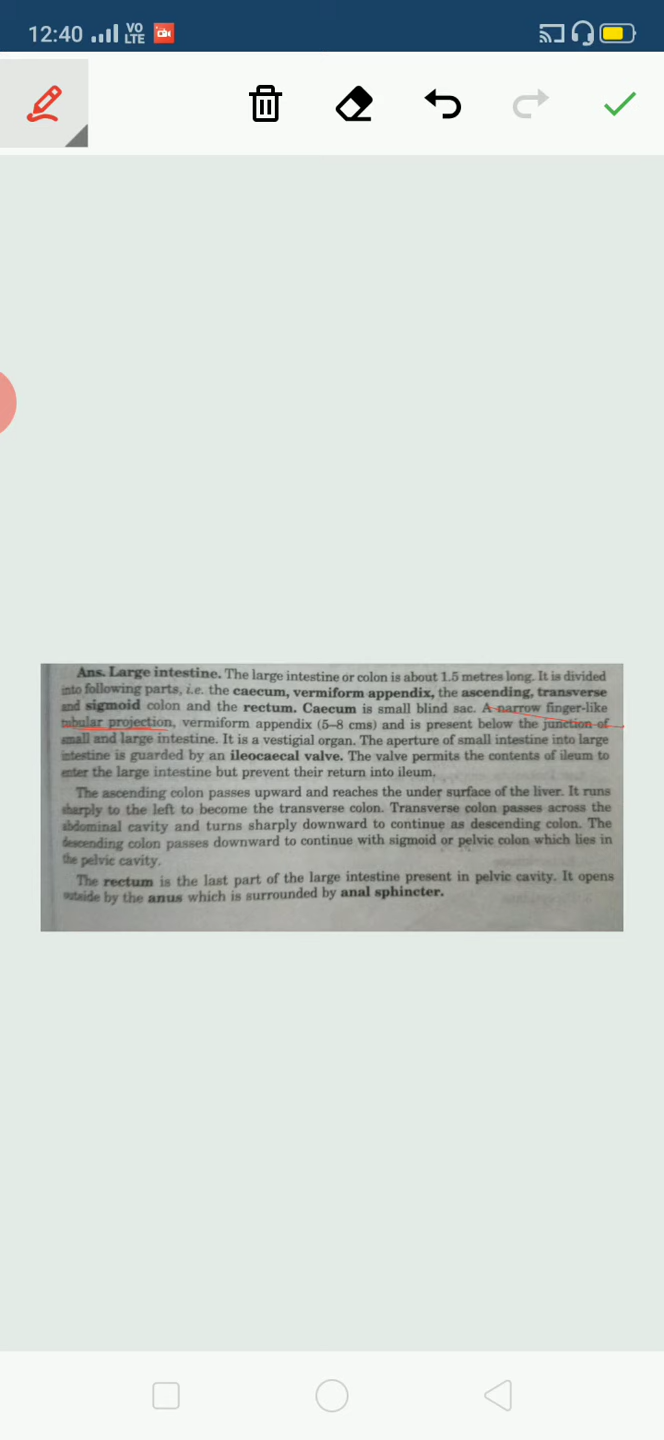 12:40 VO LTE
Ans. Large intestine. The large intestine or colon is about 1.5 metres long. It is divided
into following parts, i.e. the caecum, vermiform appendix, the ascending, transverse
and sigmoid colon and the rectum. Caecum is small blind sac. A narrow finger-like
tubular projection, vermiform appendix (5–8 cms) and is present below the junction of
small and large intestine. It is a vestigial organ. The aperture of small intestine into large
intestine is guarded by an ileocaecal valve. The valve permits the contents of ileum to
enter the large intestine but prevent their return into ileum.
The ascending colon passes upward and reaches the under surface of the liver. It runs
sharply to the left to become the transverse colon. Transverse colon passes across the
abdominal cavity and turns sharply downward to continue as descending colon. The
descending colon passes downward to continue with sigmoid or pelvic colon which lies in
the pelvic cavity.
The rectum is the last part of the large intestine present in pelvic cavity. It opens
outside by the anus which is surrounded by anal sphincter.